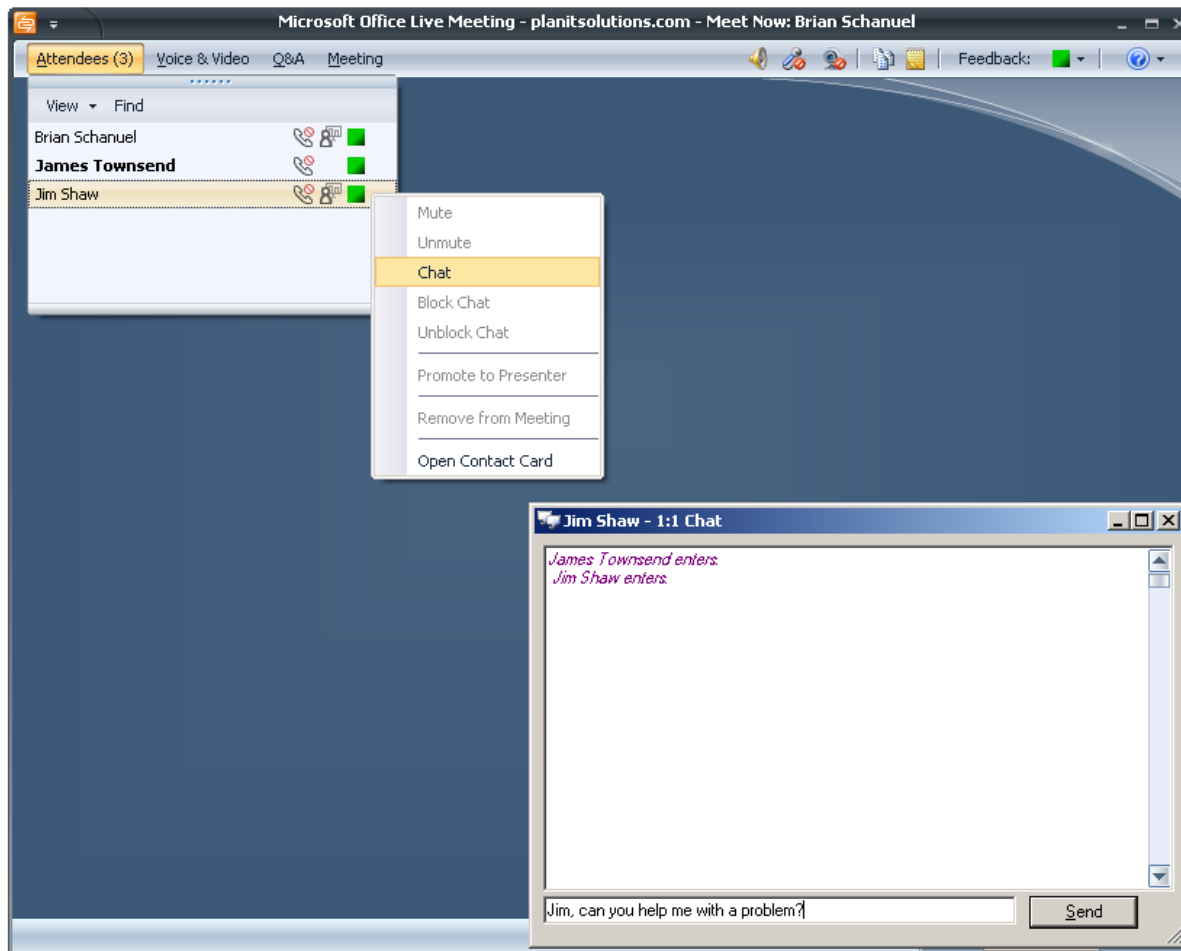 Microsoft Office Live Meeting - planitsolutions.com - Meet Now: Brian Schanuel
Attendees (3) Voice & Video Q&A Meeting Feedback:
View Find
Brian Schanuel
James Townsend
Jim Shaw
Mute
Unmute
Chat
Block Chat
Unblock Chat
Promote to Presenter
Remove from Meeting
Open Contact Card
Jim Shaw - 1:1 Chat
James Townsend enters.
Jim Shaw enters.
Jim, can you help me with a problem? Send